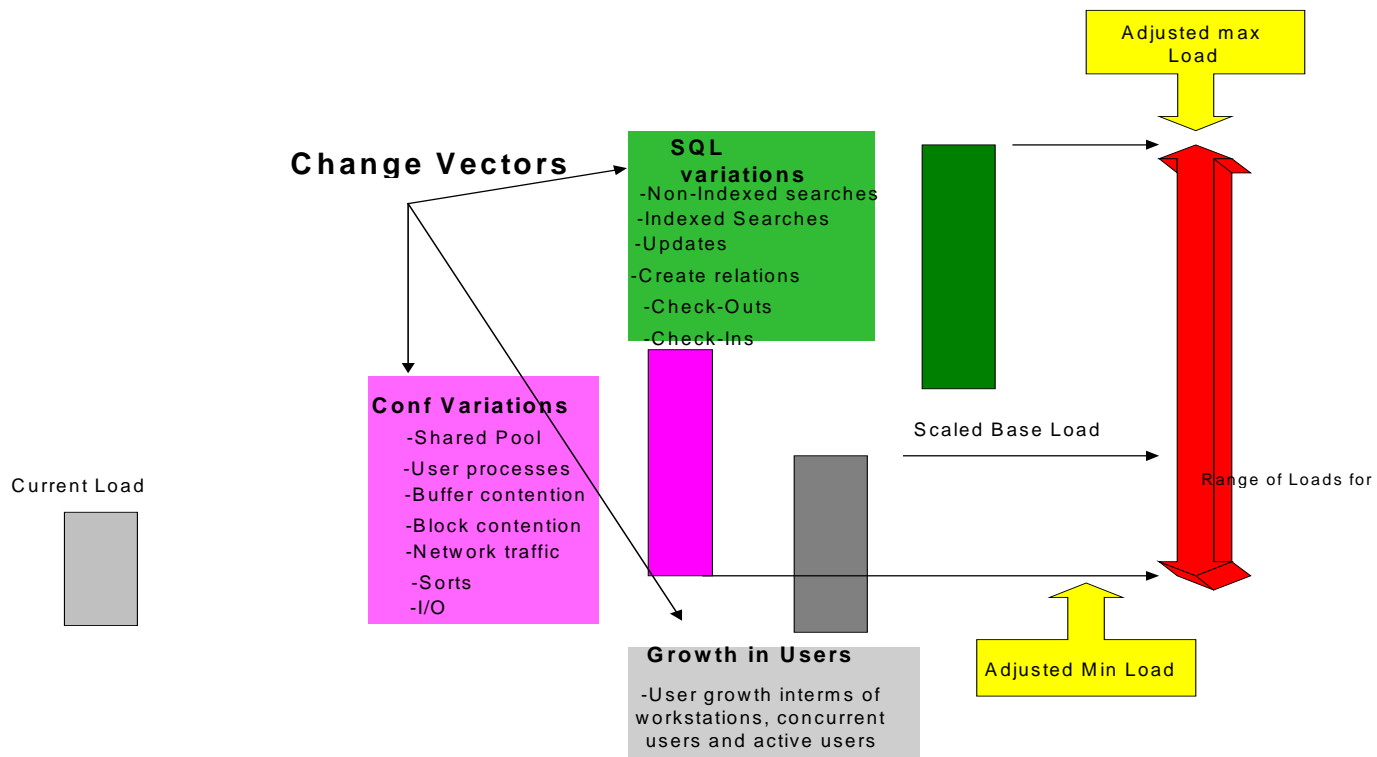 Adjusted max
Load
Change Vectors
SQL
variations
-Non-Indexed searches
-Indexed Searches
-Updates
-Create relations
-Check-Outs
-Check-Ins
Conf Variations
-Shared Pool
-User processes
-Buffer contention
-Block contention
-Network traffic
-Sorts
-I/O
Current Load
Scaled Base Load
Range of Loads for
Growth in Users
-User growth interms of
workstations, concurrent
users and active users
Adjusted Min Load